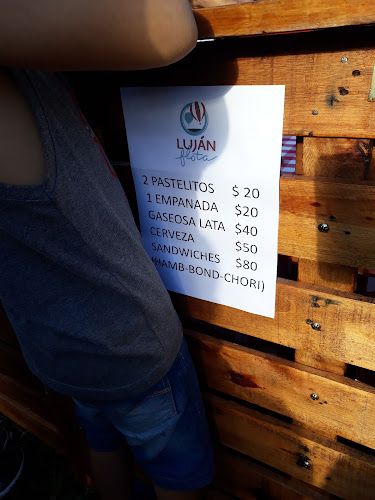 LUJÁN
flota
2 PASTELITOS $ 20
1 EMPANADA $20
GASEOSA LATA $40
CERVEZA $50
SANDWICHES $80
(HAMB-BOND-CHORI)